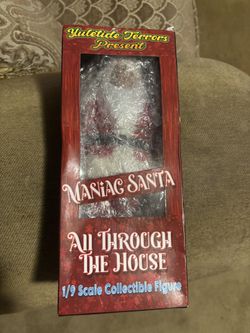 Yuletide Terrors
Present
MANIAC SANTA
ALL THROUGH
THE HOUSE
1/9 Scale Collectible Figure